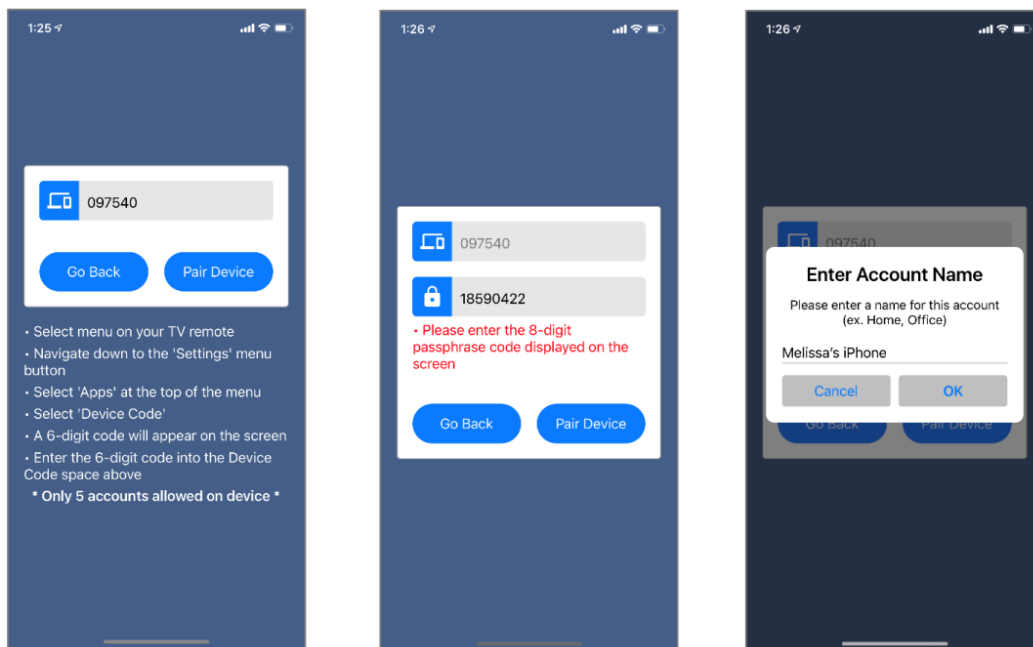 1:25
097540
Go Back
Pair Device
• Select menu on your TV remote
• Navigate down to the 'Settings' menu
button
• Select 'Apps' at the top of the menu
• Select 'Device Code'
• A 6-digit code will appear on the screen
• Enter the 6-digit code into the Device
Code space above
* Only 5 accounts allowed on device *
1:26
097540
18590422
• Please enter the 8-digit
passphrase code displayed on the
screen
Go Back
Pair Device
1:26
097540
Enter Account Name
Please enter a name for this account
(ex. Home, Office)
Melissa's iPhone
Cancel
OK
Go Back
Pair Device